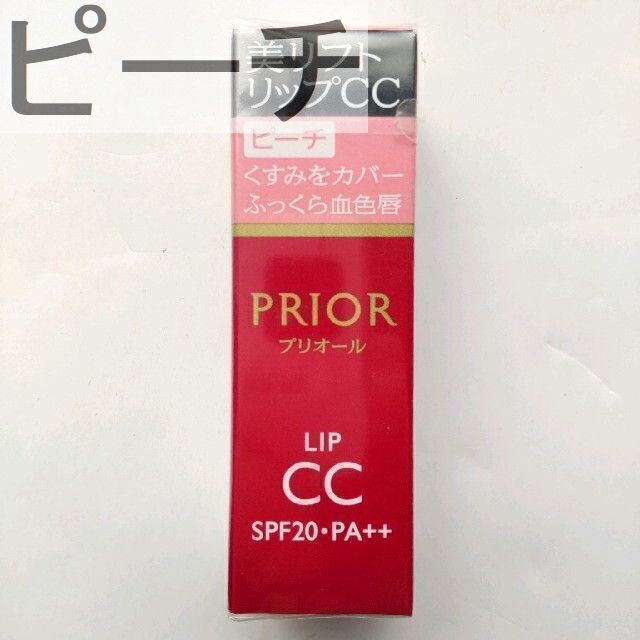 ピーチ
美リフト
リップCC
ピーチ
くすみをカバー
ふっくら血色唇
PRIOR
プリオール
LIP
CC
SPF20・PA++